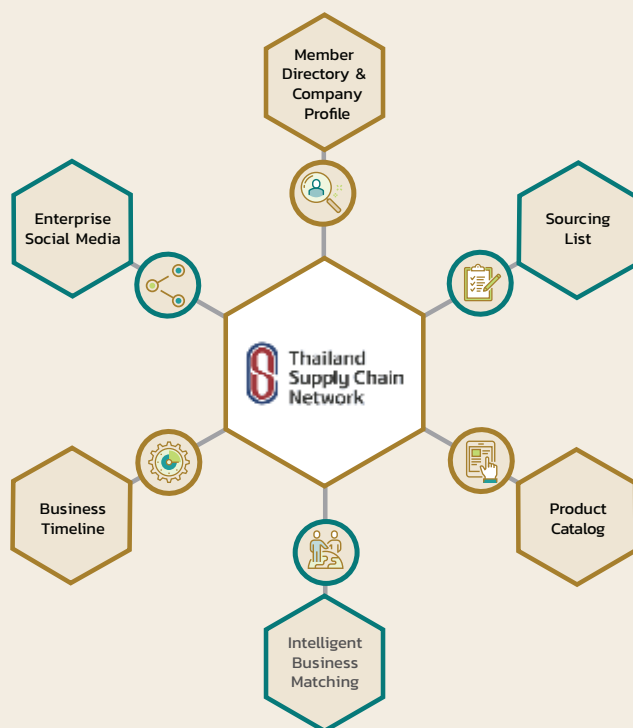 Member
Directory &
Company
Profile
Enterprise
Social Media
Sourcing
List
Thailand
Supply Chain
Network
Business
Timeline
Product
Catalog
Intelligent
Business
Matching